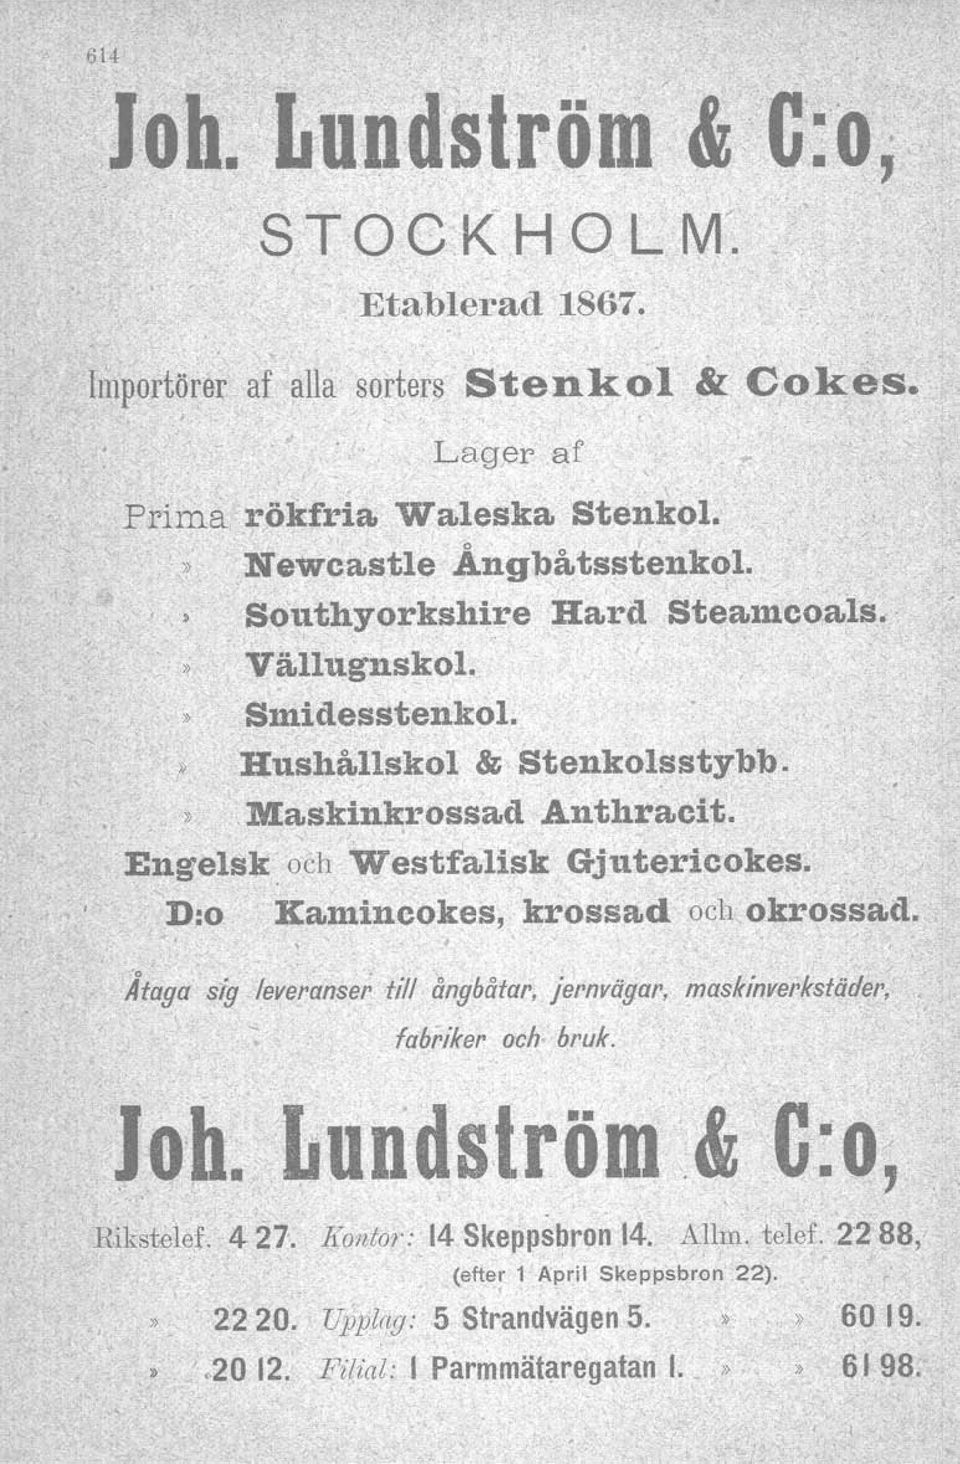 614
Joh. Lundström & C:o,
STOCKHOLM.
Etablerad 1867.
Importörer af alla sorters Stenkol & Cokes.
Lager af
Prima rökfria Waleska Stenkol.
» Newcastle Ångbåtsstenkol.
» Southyorkshire Hard Steamcoals.
» Vällugnskol.
» Smidesstenkol.
» Hushållskol & Stenkolsstybb.
» Maskinkrossad Anthracit.
Engelsk och Westfalisk Gjutericokes.
D:o Kamincokes, krossad och okrossad.
Åtaga sig leveranser till ångbåtar, jernvägar, maskinverkstäder,
fabriker och bruk.
Joh. Lundström & C:o,
Rikstelef. 4 27. Kontor: 14 Skeppsbron 14. Allm. telef. 22 88,
(efter 1 April Skeppsbron 22).
» 22 20. Upplag: 5 Strandvägen 5. » » 60 19.
» 20 12. Filial: 1 Parmmätaregatan 1. » » 61 98.